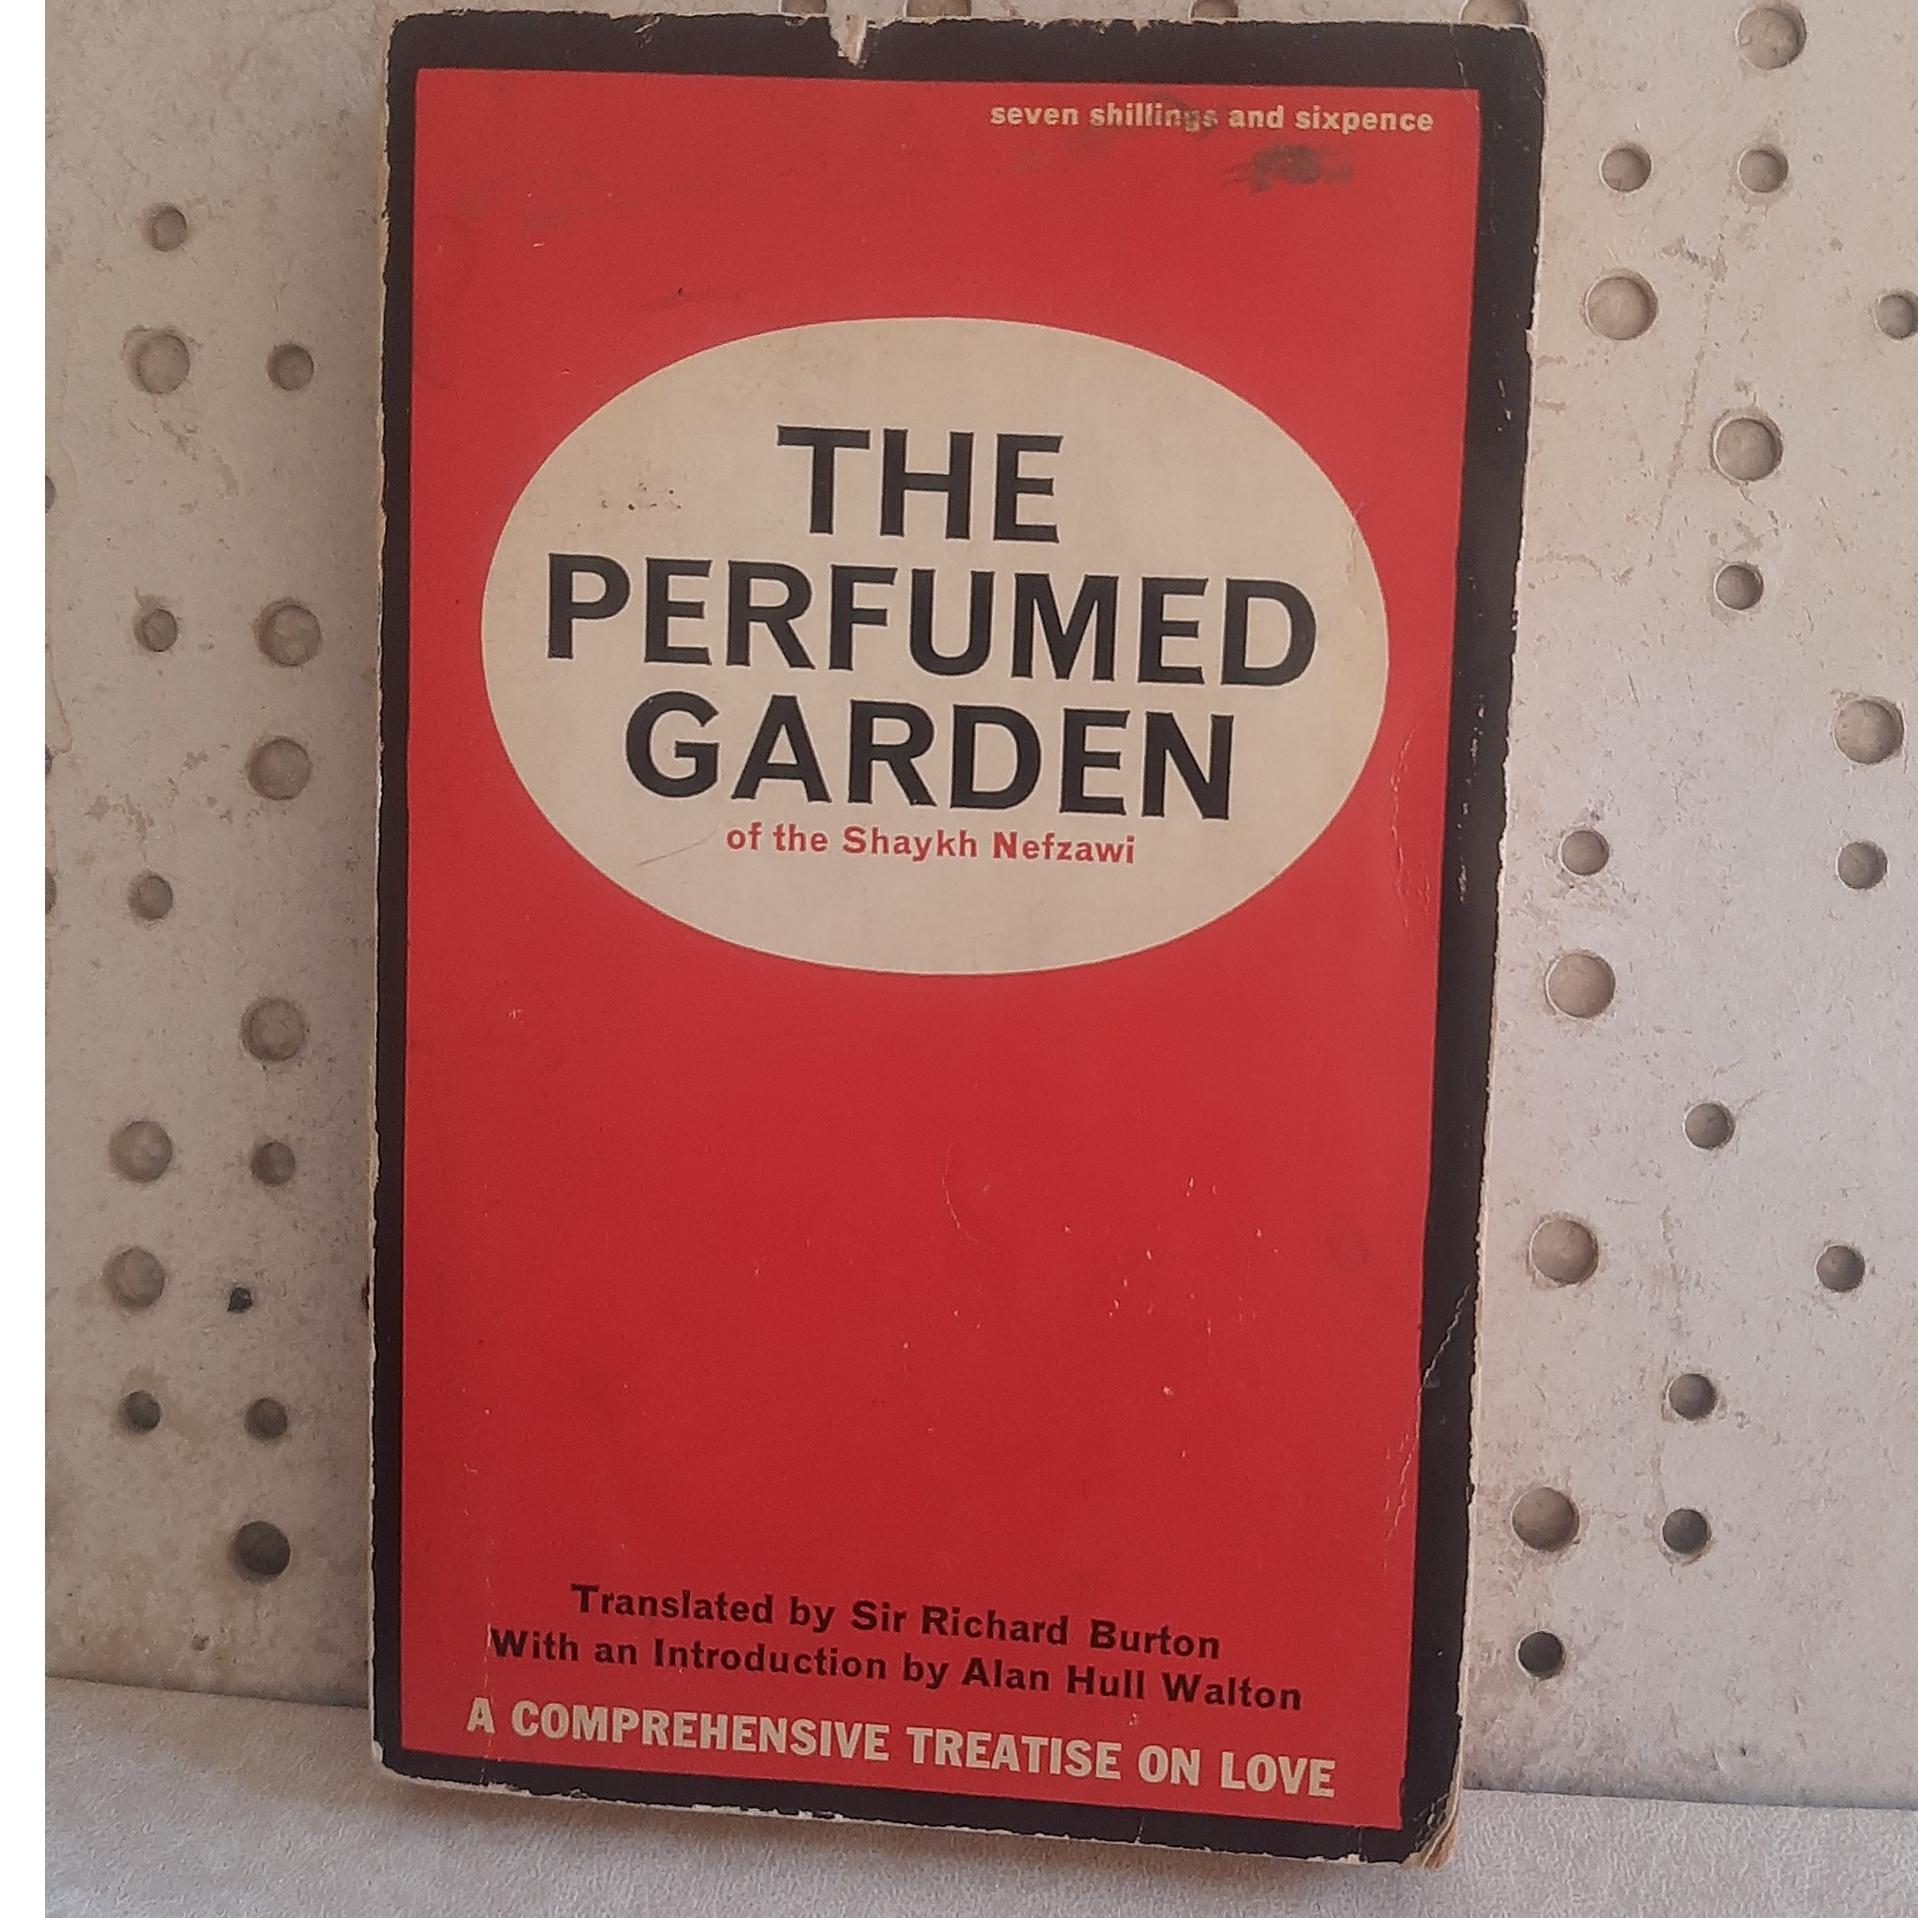 seven shillings and sixpence
THE
PERFUMED
GARDEN
of the Shaykh Nefzawi
Translated by Sir Richard Burton
With an Introduction by Alan Hull Walton
A COMPREHENSIVE TREATISE ON LOVE